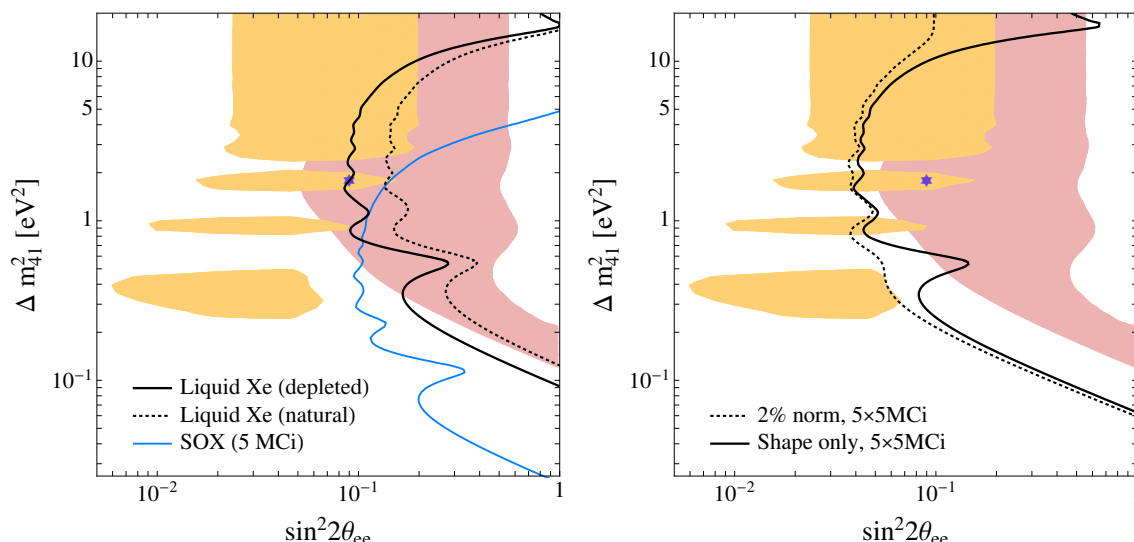 10
5
1
10⁻¹
Δ m²₄₁ [eV²]
Liquid Xe (depleted)
Liquid Xe (natural)
SOX (5 MCi)
10⁻² 10⁻¹ 1
sin²2θₑₑ
10
5
1
10⁻¹
Δ m²₄₁ [eV²]
2% norm, 5×5MCi
Shape only, 5×5MCi
10⁻² 10⁻¹
sin²2θₑₑ